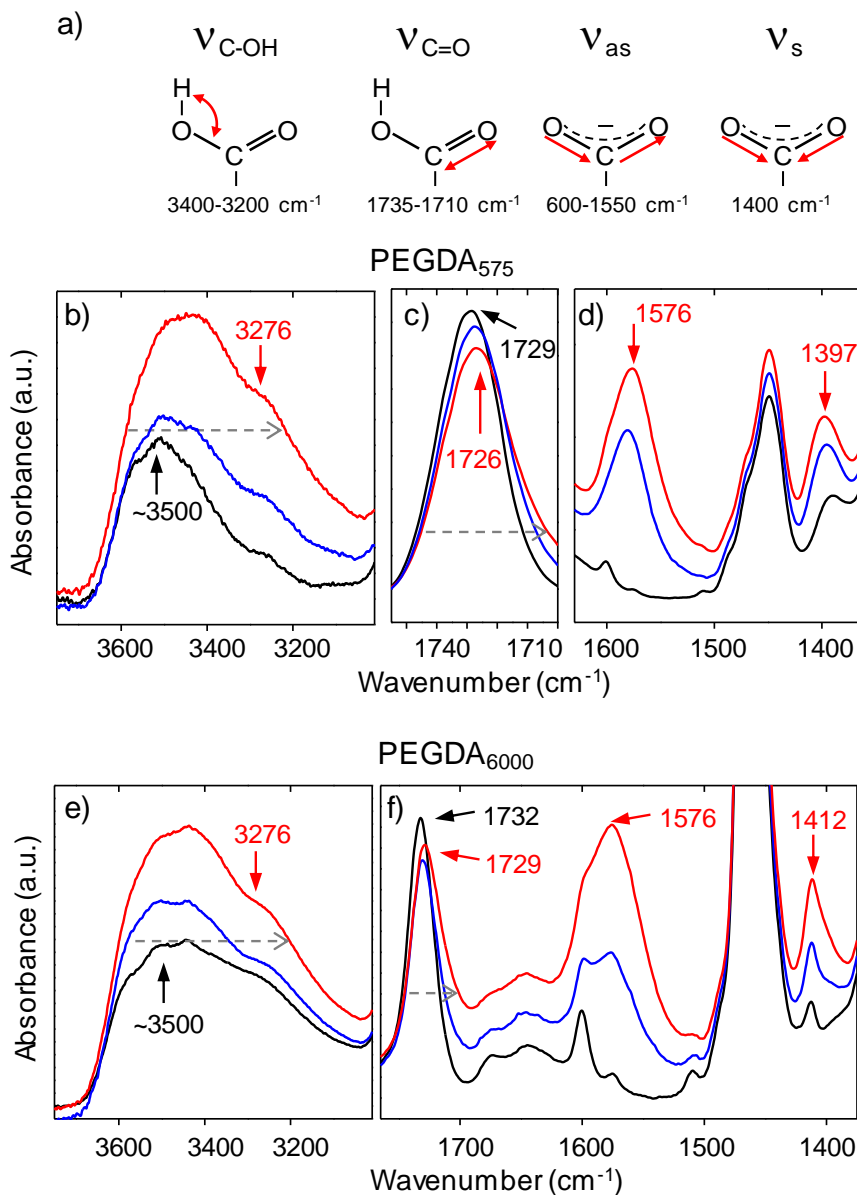 a)
νC-OH νC=O νas νs
H H
O C O O C O O C O – O C O –
3400-3200 cm-1 1735-1710 cm-1 600-1550 cm-1 1400 cm-1
PEGDA575
b) c) d)
3276 1729 1576 1397
1726
~3500
Absorbance (a.u.)
3600 3400 3200 1740 1710 1600 1500 1400
Wavenumber (cm-1)
PEGDA6000
e) f)
3276 1732 1576 1412
1729
~3500
Absorbance (a.u.)
3600 3400 3200 1700 1600 1500 1400
Wavenumber (cm-1)